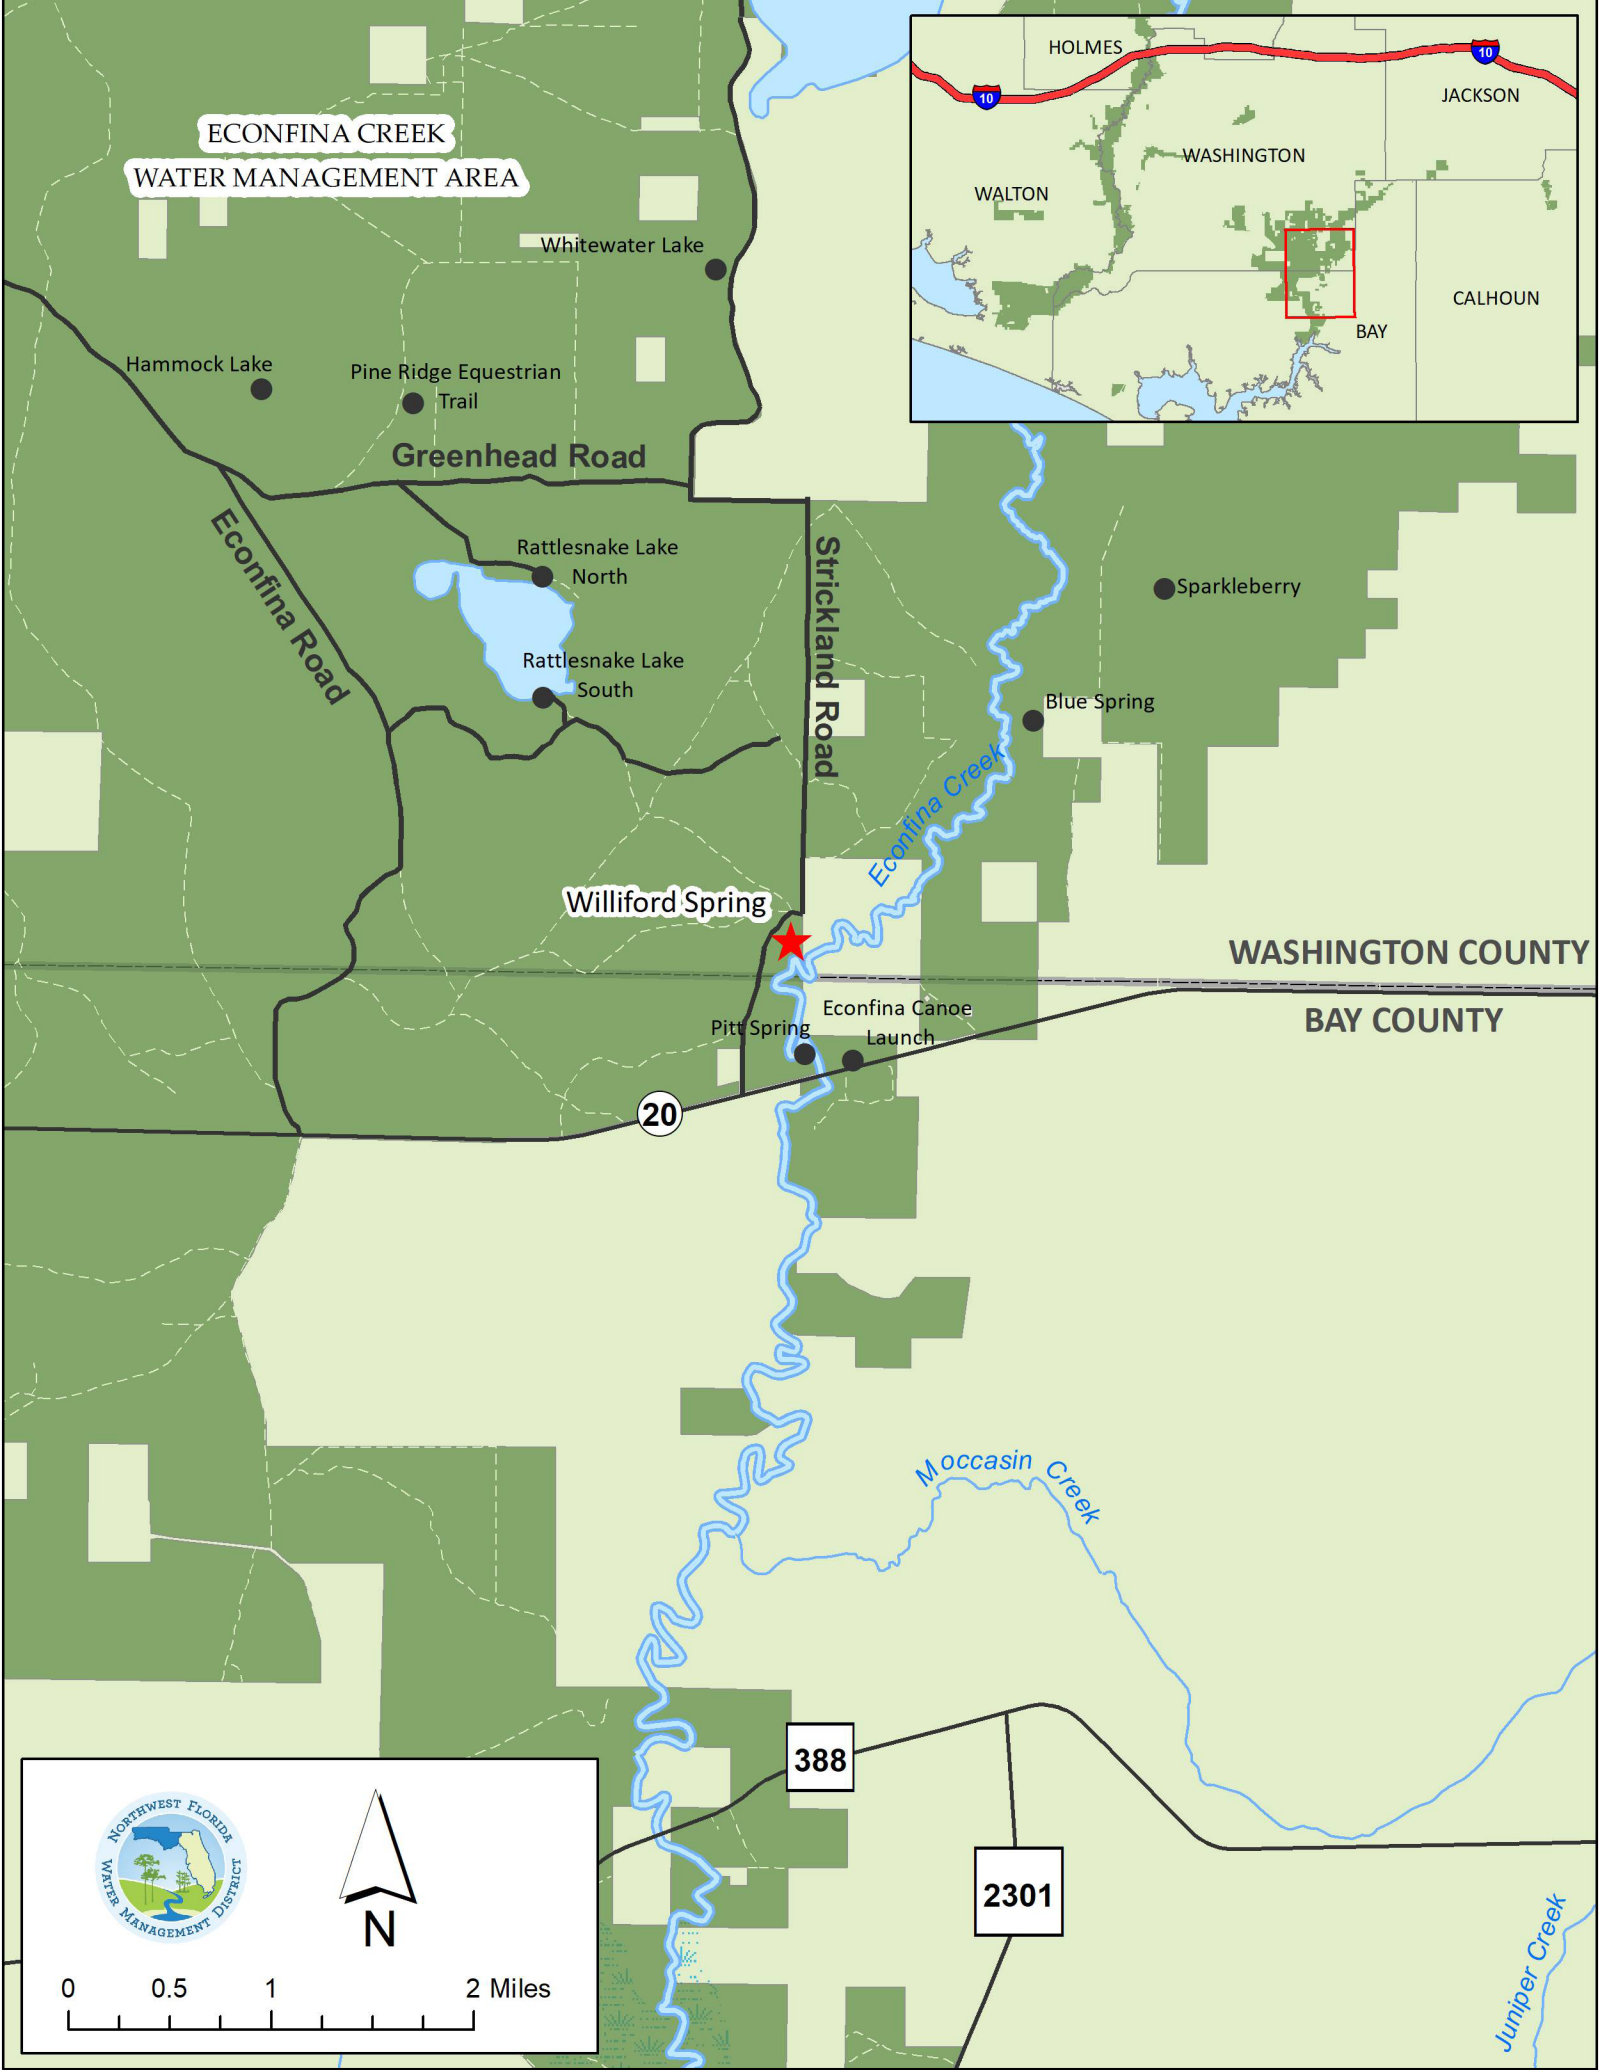 ECONFINA CREEK
WATER MANAGEMENT AREA
HOLMES
10
10
JACKSON
WASHINGTON
WALTON
CALHOUN
BAY
Whitewater Lake
Hammock Lake
Pine Ridge Equestrian
Trail
Greenhead Road
Econfina Road
Rattlesnake Lake
North
Strickland Road
Sparkleberry
Rattlesnake Lake
South
Blue Spring
Econfina Creek
Williford Spring
WASHINGTON COUNTY
BAY COUNTY
Econfina Canoe
Launch
Pitt Spring
20
Moccasin Creek
388
2301
Juniper Creek
NORTHWEST FLORIDA
WATER MANAGEMENT DISTRICT
N
0 0.5 1 2 Miles